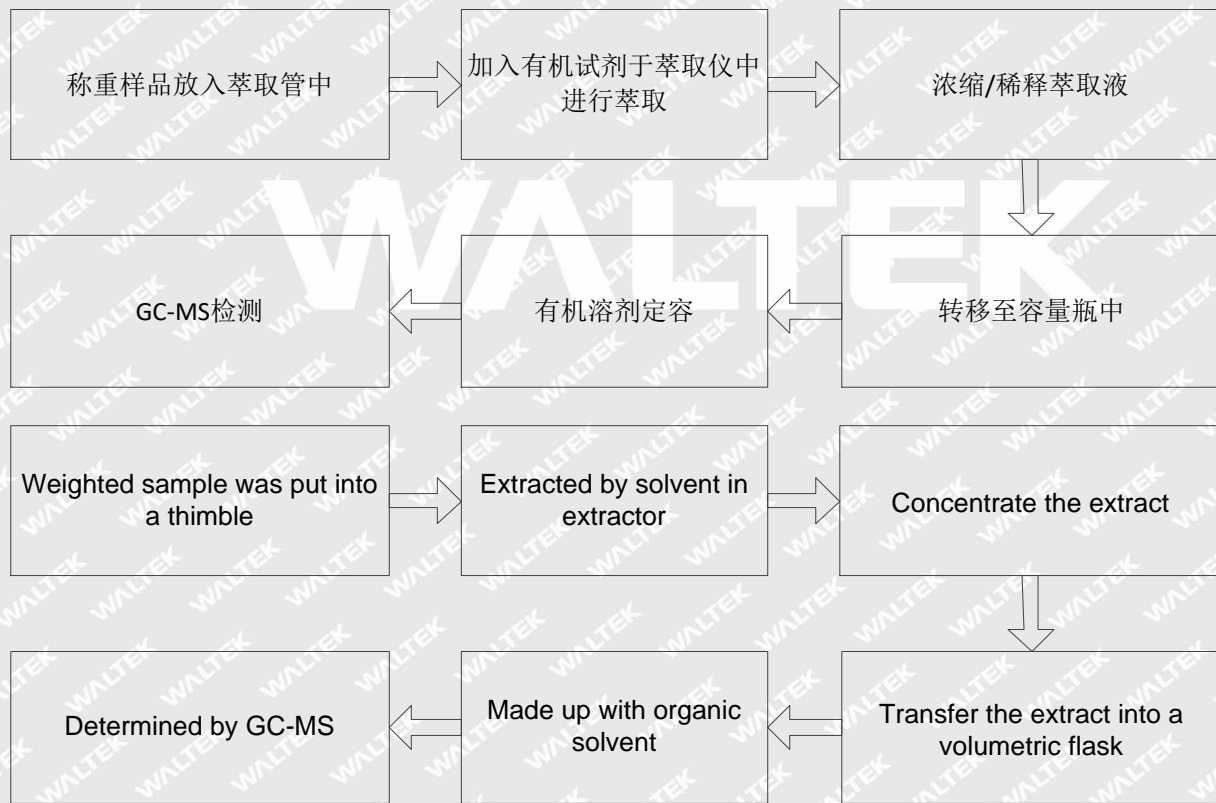 称重样品放入萃取管中
加入有机试剂于萃取仪中
进行萃取
浓缩/稀释萃取液
转移至容量瓶中
有机溶剂定容
GC-MS检测
WALTEK
Weighted sample was put into
a thimble
Extracted by solvent in
extractor
Concentrate the extract
Transfer the extract into a
volumetric flask
Made up with organic
solvent
Determined by GC-MS